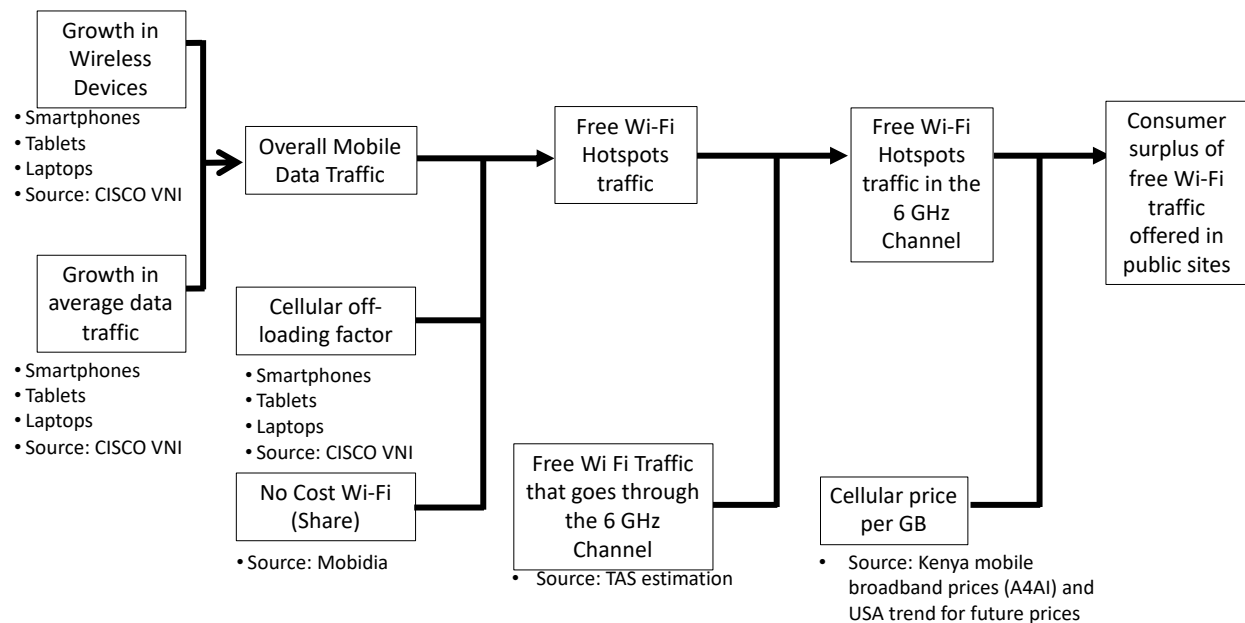 Growth in
Wireless
Devices
• Smartphones
• Tablets
• Laptops
• Source: CISCO VNI
Growth in
average data
traffic
• Smartphones
• Tablets
• Laptops
• Source: CISCO VNI
Overall Mobile
Data Traffic
Cellular off-
loading factor
• Smartphones
• Tablets
• Laptops
• Source: CISCO VNI
No Cost Wi-Fi
(Share)
• Source: Mobidia
Free Wi-Fi
Hotspots
traffic
Free Wi Fi Traffic
that goes through
the 6 GHz
Channel
• Source: TAS estimation
Free Wi-Fi
Hotspots
traffic in the
6 GHz
Channel
Cellular price
per GB
• Source: Kenya mobile
broadband prices (A4AI) and
USA trend for future prices
Consumer
surplus of
free Wi-Fi
traffic
offered in
public sites